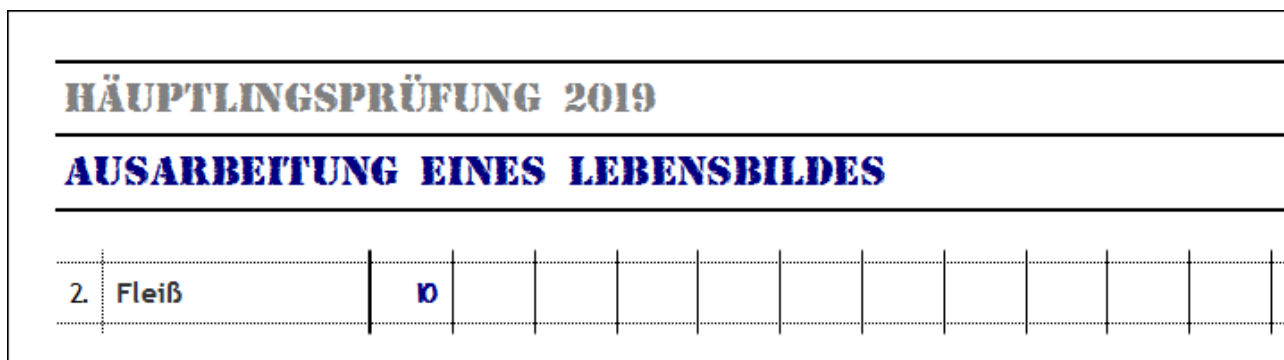 HÄUPTLINGSPRÜFUNG 2019
AUSARBEITUNG EINES LEBENSBILDES
2. Fleiß 10